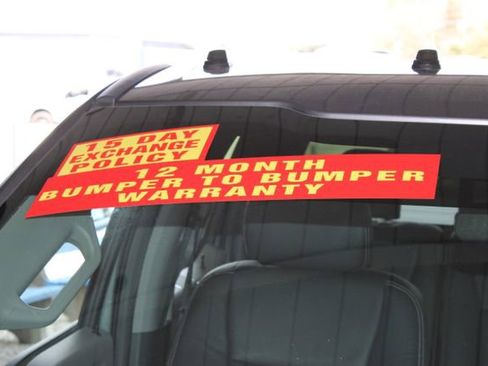 15 DAY
EXCHANGE
POLICY
12 MONTH
BUMPER TO BUMPER
WARRANTY